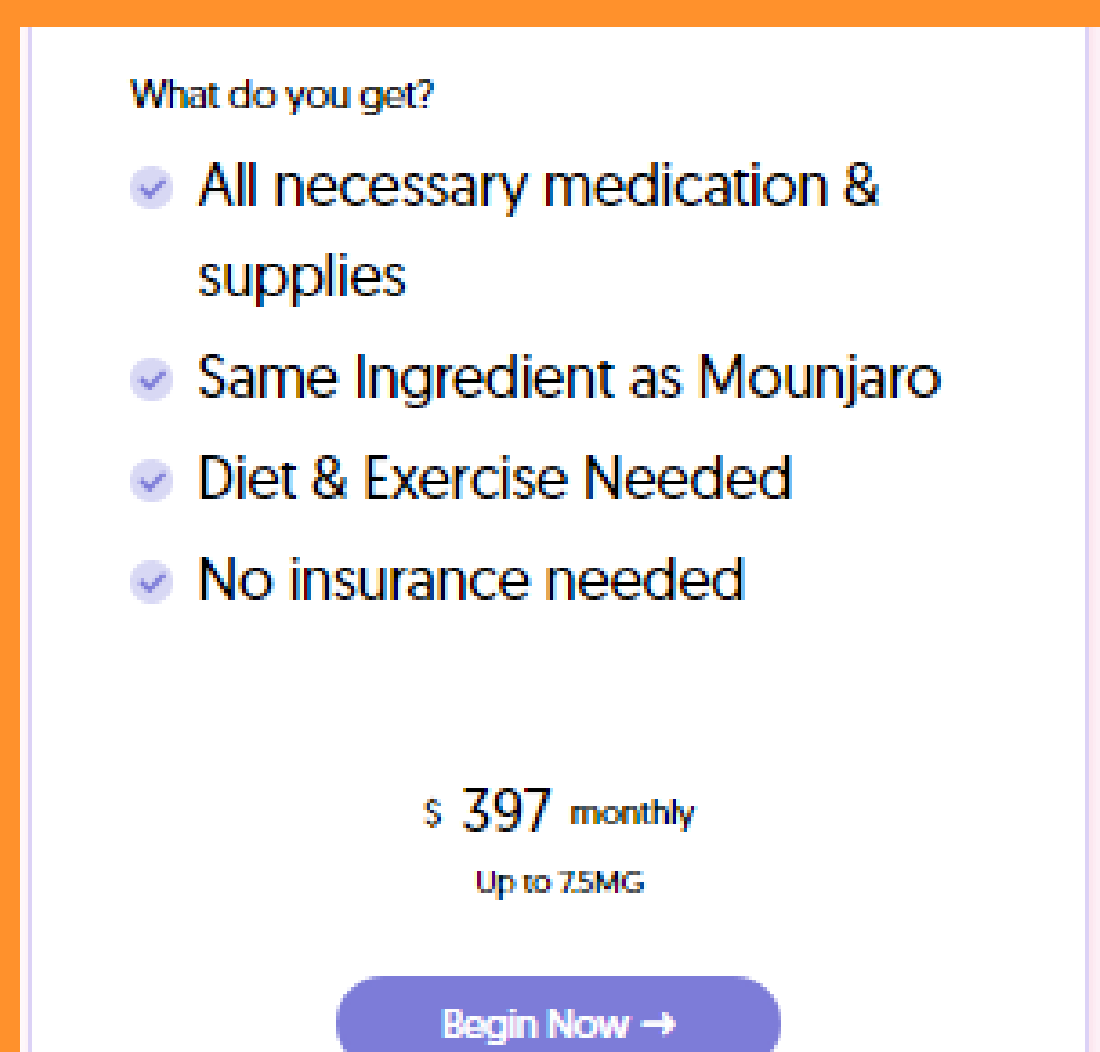 What do you get?
All necessary medication &
supplies
Same Ingredient as Mounjaro
Diet & Exercise Needed
No insurance needed
$ 397 monthly
Up to 7.5MG
Begin Now →